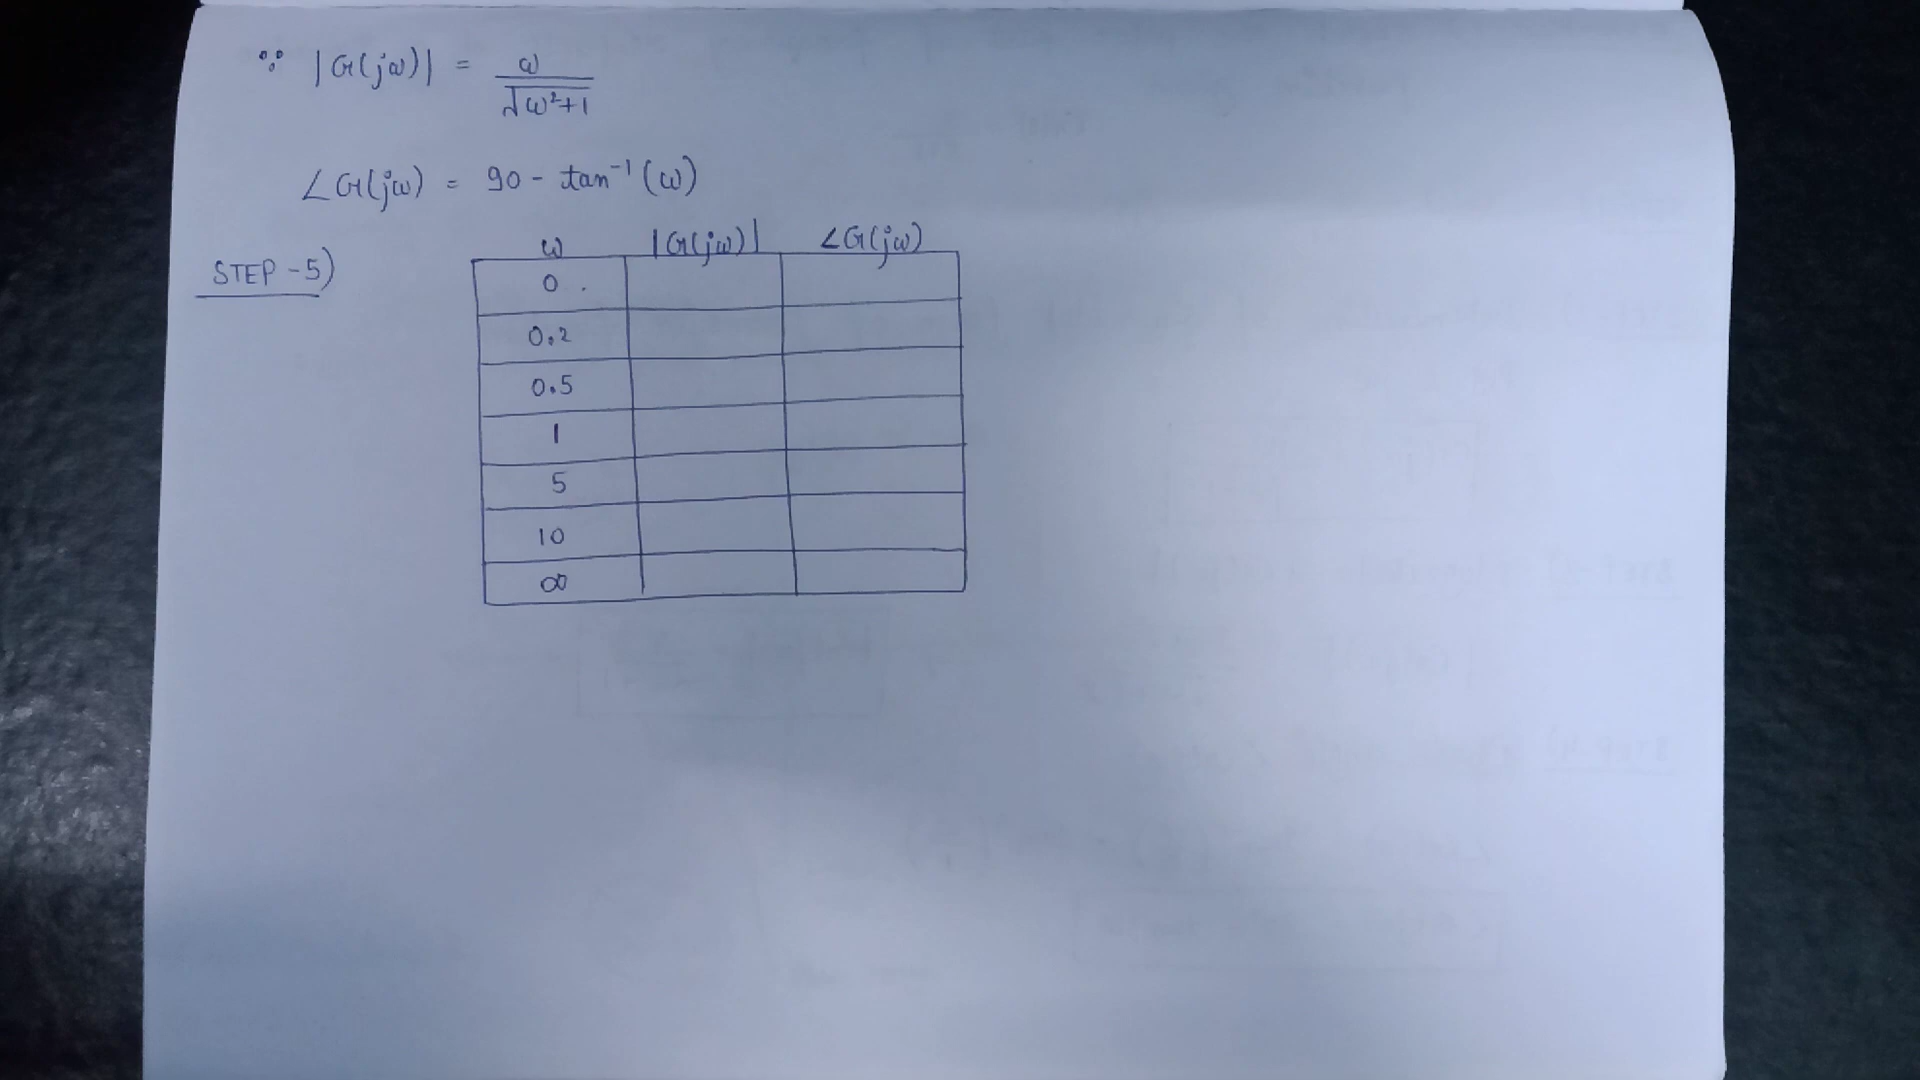 ∵ |G(jω)| = ω / √ω²+1
∠G(jω) = 90 - tan⁻¹(ω)
STEP-5)
ω |G(jω)| ∠G(jω)
0
0.2
0.5
1
5
10
∞